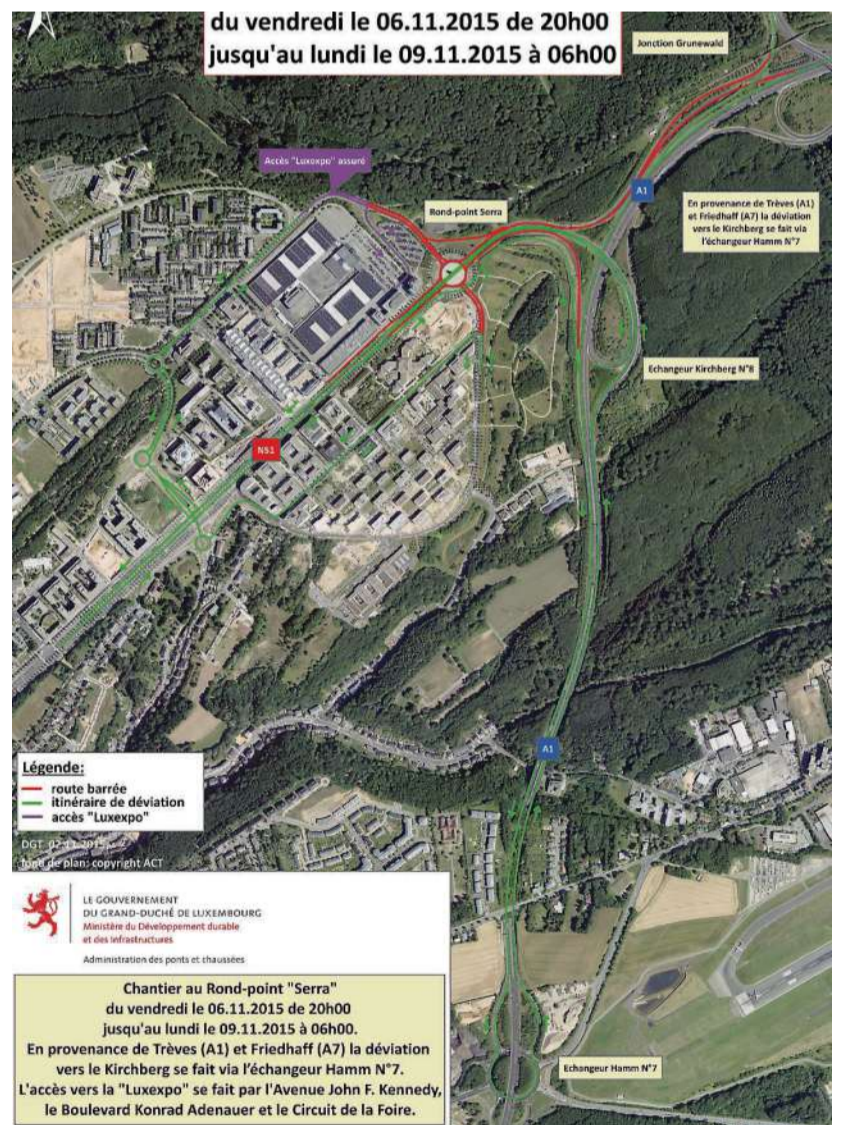 du vendredi le 06.11.2015 de 20h00
jusqu'au lundi le 09.11.2015 à 06h00
Jonction Grunewald
Accès "Luxexpo" assuré
A1
Rond-point Serra
En provenance de Trèves (A1)
et Friedhaff (A7) la déviation
vers le Kirchberg se fait via
l'échangeur Hamm N°7
Echangeur Kirchberg N°8
N51
A1
Légende:
route barrée
itinéraire de déviation
accès "Luxexpo"
DGT 02.11.2015
fond de plan: copyright ACT
LE GOUVERNEMENT
DU GRAND-DUCHÉ DE LUXEMBOURG
Ministère du Développement durable
et des Infrastructures
Administration des ponts et chaussées
Chantier au Rond-point "Serra"
du vendredi le 06.11.2015 de 20h00
jusqu'au lundi le 09.11.2015 à 06h00.
En provenance de Trèves (A1) et Friedhaff (A7) la déviation
vers le Kirchberg se fait via l'échangeur Hamm N°7.
L'accès vers la "Luxexpo" se fait par l'Avenue John F. Kennedy,
le Boulevard Konrad Adenauer et le Circuit de la Foire.
Echangeur Hamm N°7